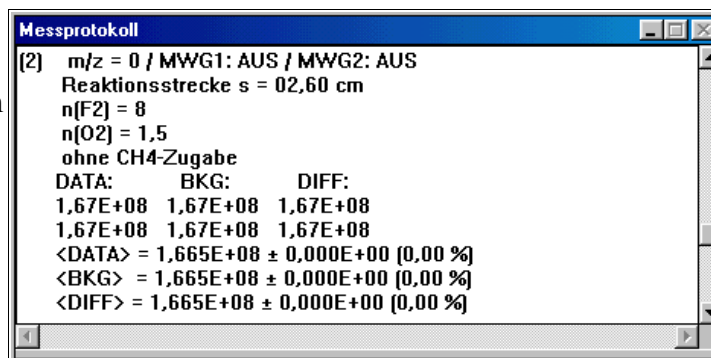 Messprotokoll
(2) m/z = 0 / MWG1: AUS / MWG2: AUS
Reaktionsstrecke s = 02,60 cm
n(F2) = 8
n(O2) = 1,5
ohne CH4-Zugabe
DATA: BKG: DIFF:
1,67E+08 1,67E+08 1,67E+08
1,67E+08 1,67E+08 1,67E+08
<DATA> = 1,665E+08 ± 0,000E+00 (0,00 %)
<BKG> = 1,665E+08 ± 0,000E+00 (0,00 %)
<DIFF> = 1,665E+08 ± 0,000E+00 (0,00 %)